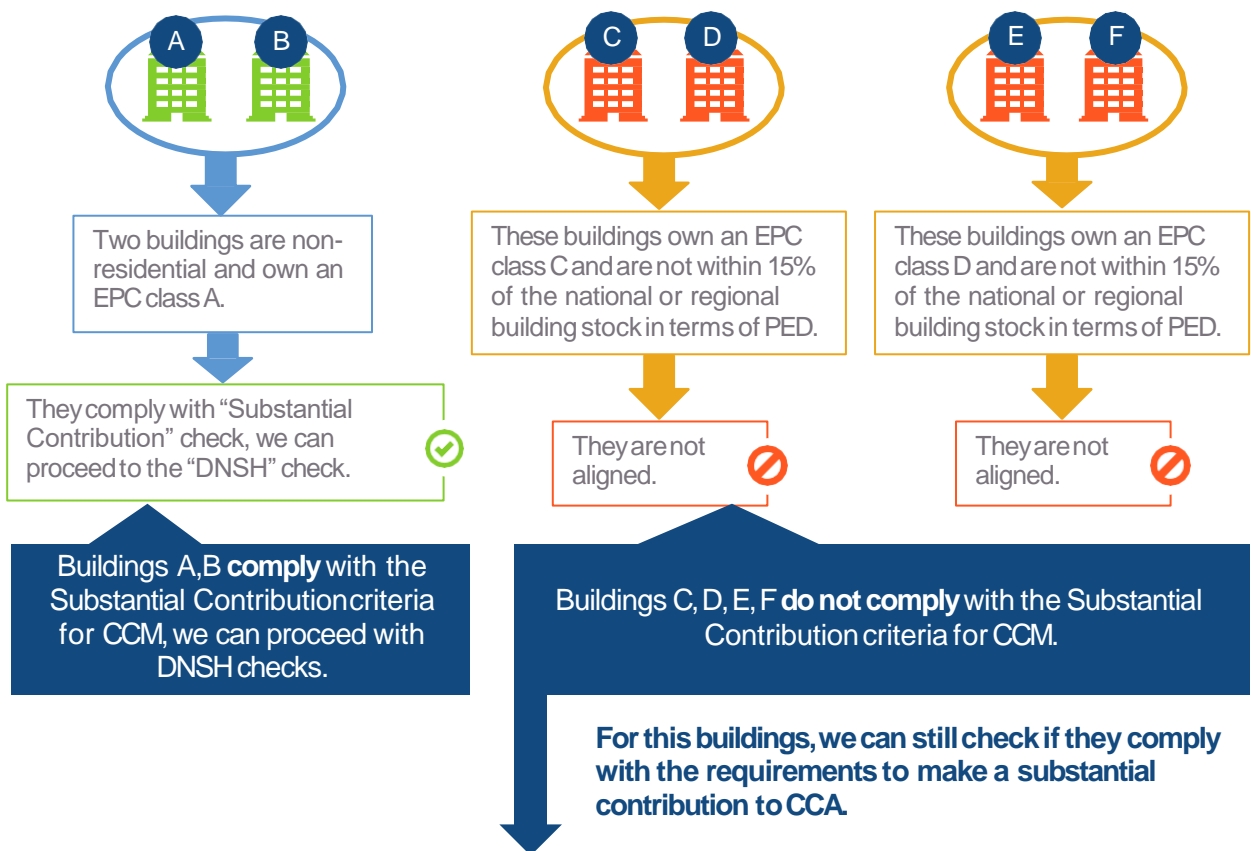 A
B
C
D
E
F
Two buildings are non-
residential and own an
EPC class A.
These buildings own an EPC
class C and are not within 15%
of the national or regional
building stock in terms of PED.
These buildings own an EPC
class D and are not within 15%
of the national or regional
building stock in terms of PED.
They comply with “Substantial
Contribution” check, we can
proceed to the “DNSH” check.
They are not
aligned.
They are not
aligned.
Buildings A,B comply with the
Substantial Contribution criteria
for CCM, we can proceed with
DNSH checks.
Buildings C, D, E, F do not comply with the Substantial
Contribution criteria for CCM.
For this buildings, we can still check if they comply
with the requirements to make a substantial
contribution to CCA.